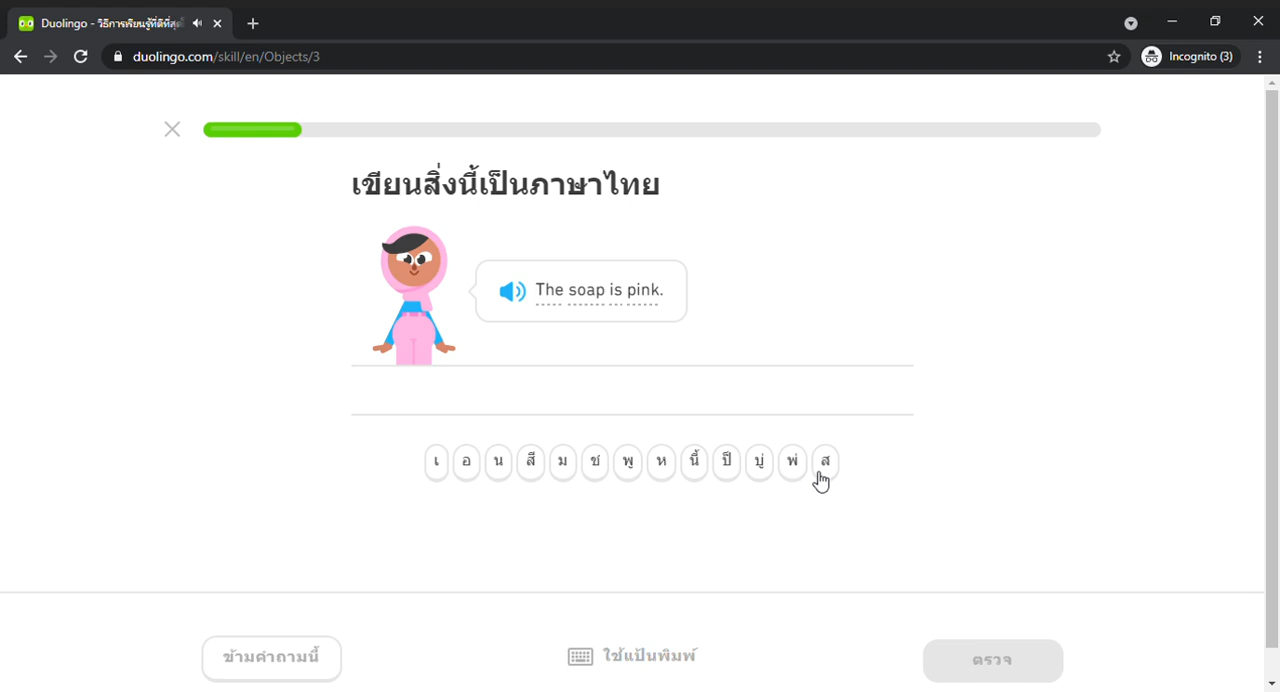 Duolingo - วิธีการเรียนรู้ที่ดีที่สุด
duolingo.com/skill/en/Objects/3
Incognito (3)
เขียนสิ่งนี้เป็นภาษาไทย
The soap is pink.
เ อ น สี ม ช พู ห นี้ ป็ บู่ พ่ ส
ข้ามคำถามนี้
ใช้แป้นพิมพ์
ตรวจ